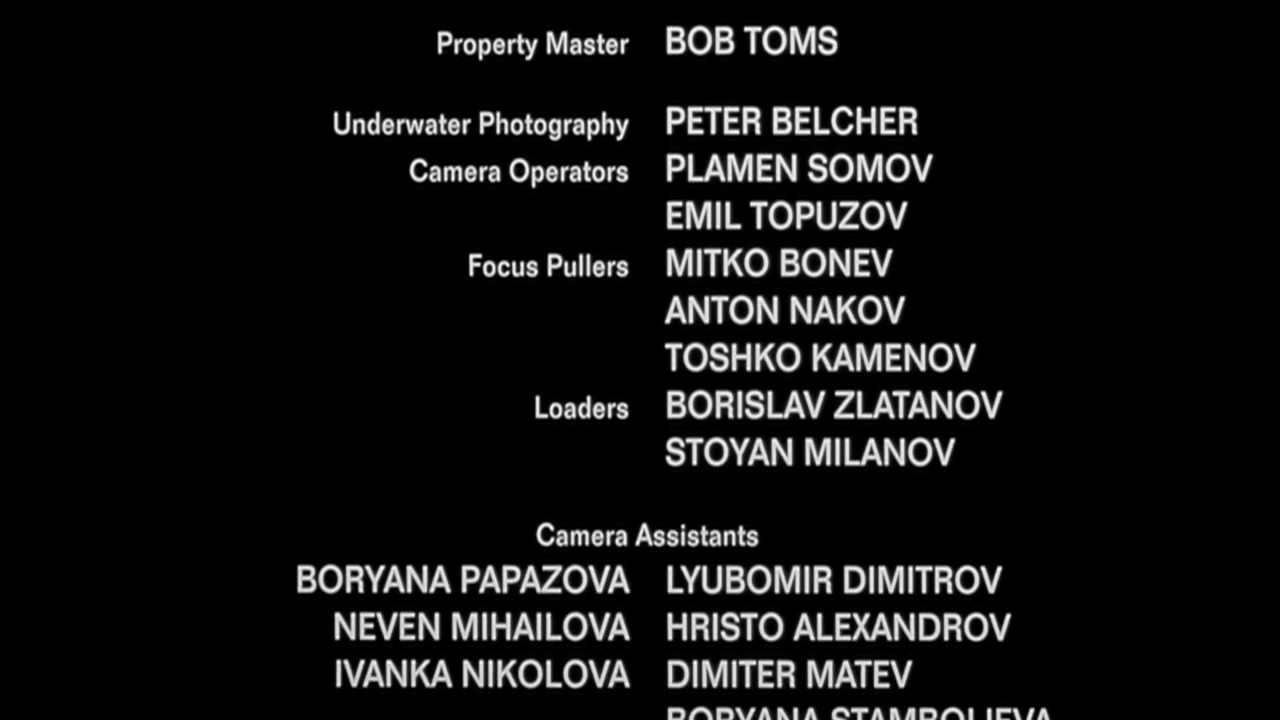 Property Master BOB TOMS
Underwater Photography PETER BELCHER
Camera Operators PLAMEN SOMOV
EMIL TOPUZOV
Focus Pullers MITKO BONEV
ANTON NAKOV
TOSHKO KAMENOV
Loaders BORISLAV ZLATANOV
STOYAN MILANOV
Camera Assistants
BORYANA PAPAZOVA LYUBOMIR DIMITROV
NEVEN MIHAILOVA HRISTO ALEXANDROV
IVANKA NIKOLOVA DIMITER MATEV
BORYANA STAMBOLIEVA